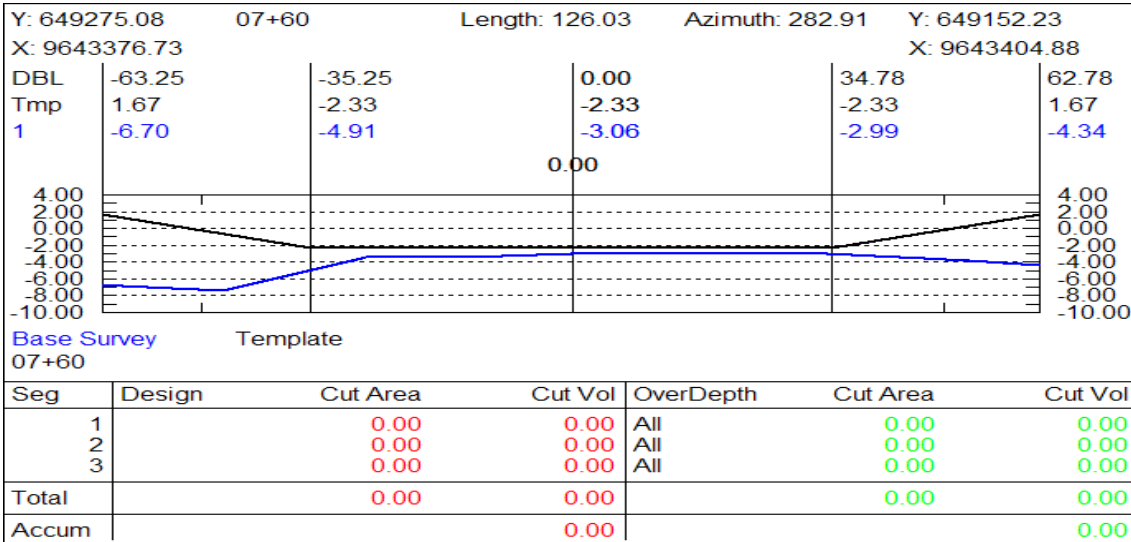 Y: 649275.08 07+60 Length: 126.03 Azimuth: 282.91 Y: 649152.23
X: 9643376.73 X: 9643404.88
DBL -63.25 -35.25 0.00 34.78 62.78
Tmp 1.67 -2.33 -2.33 -2.33 1.67
1 -6.70 -4.91 -3.06 -2.99 -4.34
0.00
4.00 4.00
2.00 2.00
0.00 0.00
-2.00 -2.00
-4.00 -4.00
-6.00 -6.00
-8.00 -8.00
-10.00 -10.00
Base Survey Template
07+60
Seg Design Cut Area Cut Vol OverDepth Cut Area Cut Vol
1 0.00 0.00 All 0.00 0.00
2 0.00 0.00 All 0.00 0.00
3 0.00 0.00 All 0.00 0.00
Total 0.00 0.00 0.00 0.00
Accum 0.00 0.00